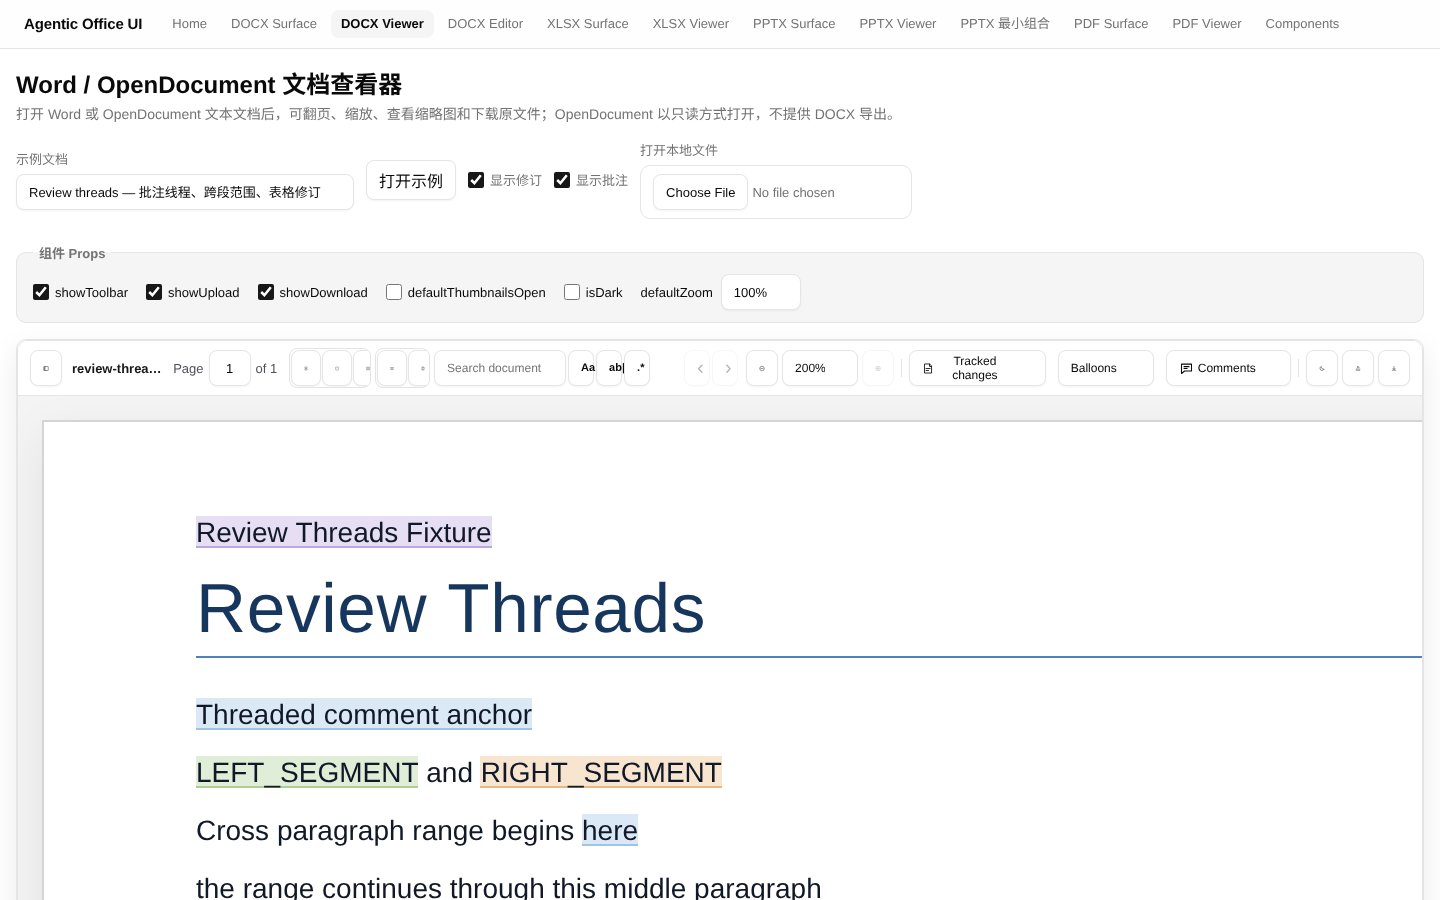 Agentic Office UI Home DOCX Surface DOCX Viewer DOCX Editor XLSX Surface XLSX Viewer PPTX Surface PPTX Viewer PPTX 最小组合 PDF Surface PDF Viewer Components
Word / OpenDocument 文档查看器
打开 Word 或 OpenDocument 文本文档后，可翻页、缩放、查看缩略图和下载原文件；OpenDocument 以只读方式打开，不提供 DOCX 导出。
示例文档
Review threads — 批注线程、跨段范围、表格修订
打开示例
显示修订
显示批注
打开本地文件
Choose File No file chosen
组件 Props
showToolbar showUpload showDownload defaultThumbnailsOpen isDark defaultZoom 100%
review-threa... Page 1 of 1 Search document Aa ab| .* 200% Tracked changes Balloons Comments
Review Threads Fixture
Review Threads
Threaded comment anchor
LEFT_SEGMENT and RIGHT_SEGMENT
Cross paragraph range begins here
the range continues through this middle paragraph